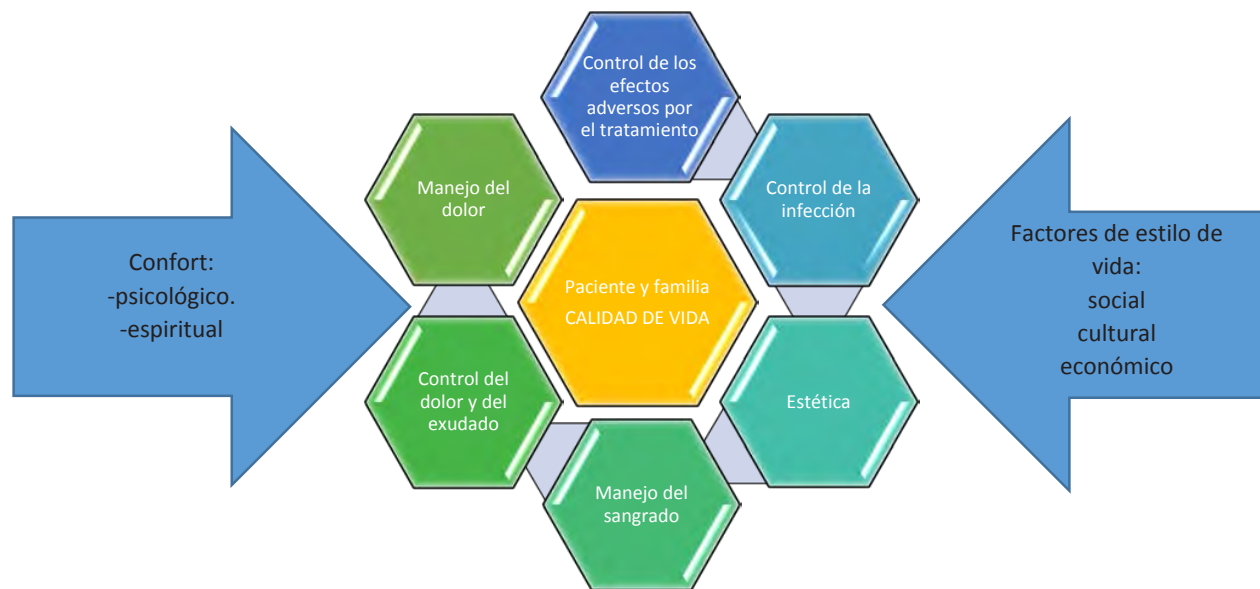 Control de los
efectos
adversos por
el tratamiento
Manejo del
dolor
Control de la
infección
Confort:
-psicológico.
-espiritual
Paciente y familia
CALIDAD DE VIDA
Factores de estilo de
vida:
social
cultural
económico
Control del
dolor y del
exudado
Estética
Manejo del
sangrado